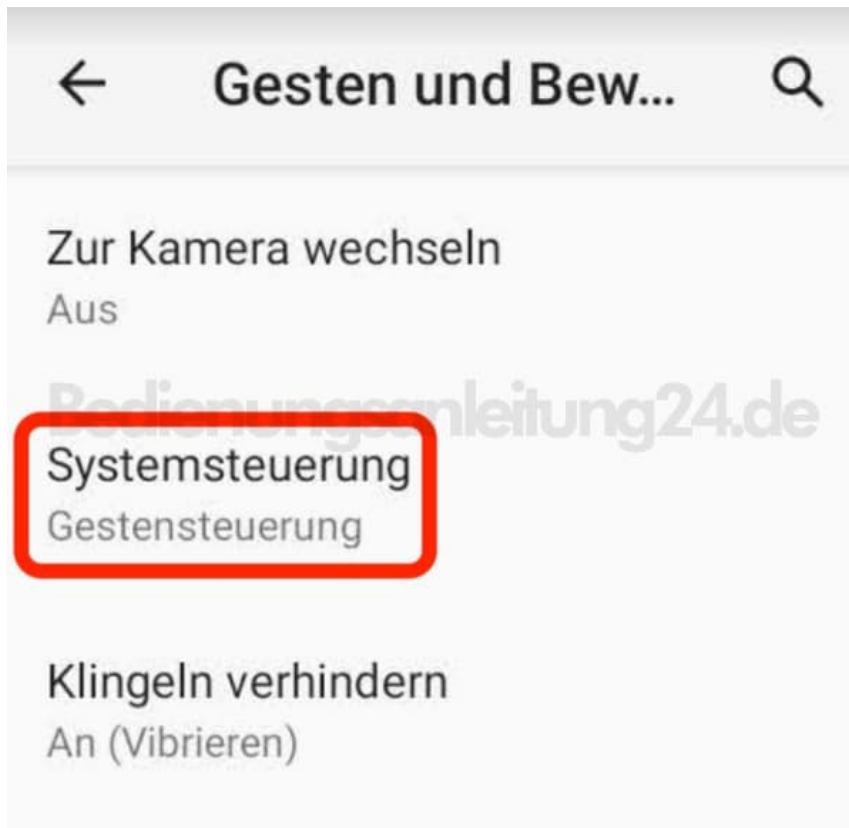 Gesten und Bew...
Zur Kamera wechseln
Aus
Bedienungsanleitung24.de
Systemsteuerung
Gestensteuerung
Klingeln verhindern
An (Vibrieren)